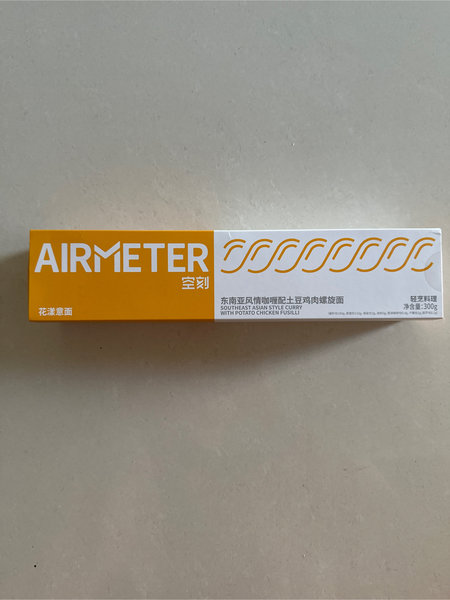 AIRMETER
空刻
花漾意面
东南亚风情咖喱配土豆鸡肉螺旋面
SOUTHEAST ASIAN STYLE CURRY
WITH POTATO CHICKEN FUSILLI
轻烹料理
净含量:300g